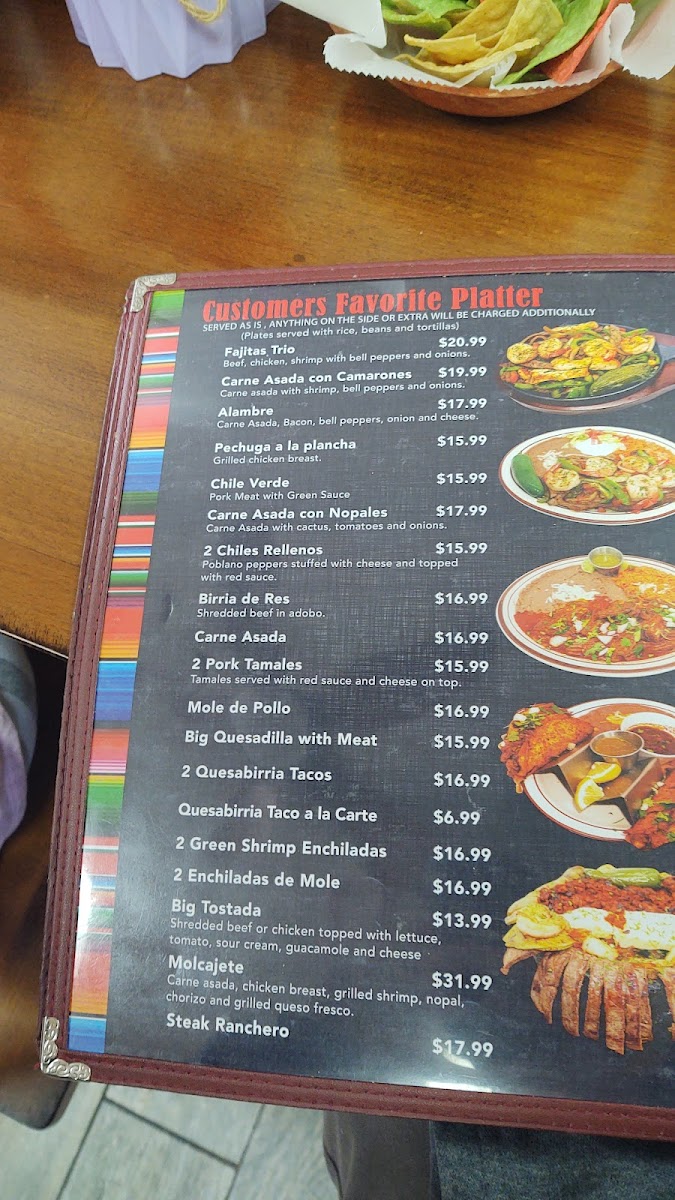 Customers Favorite Platter
SERVED AS IS , ANYTHING ON THE SIDE OR EXTRA WILL BE CHARGED ADDITIONALLY
(Plates served with rice, beans and tortillas)
Fajitas Trio $20.99
Beef, chicken, shrimp with bell peppers and onions.
Carne Asada con Camarones $19.99
Carne asada with shrimp, bell peppers and onions.
Alambre $17.99
Carne Asada, Bacon, bell peppers, onion and cheese.
Pechuga a la plancha $15.99
Grilled chicken breast.
Chile Verde $15.99
Pork Meat with Green Sauce
Carne Asada con Nopales $17.99
Carne Asada with cactus, tomatoes and onions.
2 Chiles Rellenos $15.99
Poblano peppers stuffed with cheese and topped
with red sauce.
Birria de Res $16.99
Shredded beef in adobo.
Carne Asada $16.99
2 Pork Tamales $15.99
Tamales served with red sauce and cheese on top.
Mole de Pollo $16.99
Big Quesadilla with Meat $15.99
2 Quesabirria Tacos $16.99
Quesabirria Taco a la Carte $6.99
2 Green Shrimp Enchiladas $16.99
2 Enchiladas de Mole $16.99
Big Tostada $13.99
Shredded beef or chicken topped with lettuce,
tomato, sour cream, guacamole and cheese
Molcajete $31.99
Carne asada, chicken breast, grilled shrimp, nopal,
chorizo and grilled queso fresco.
Steak Ranchero $17.99